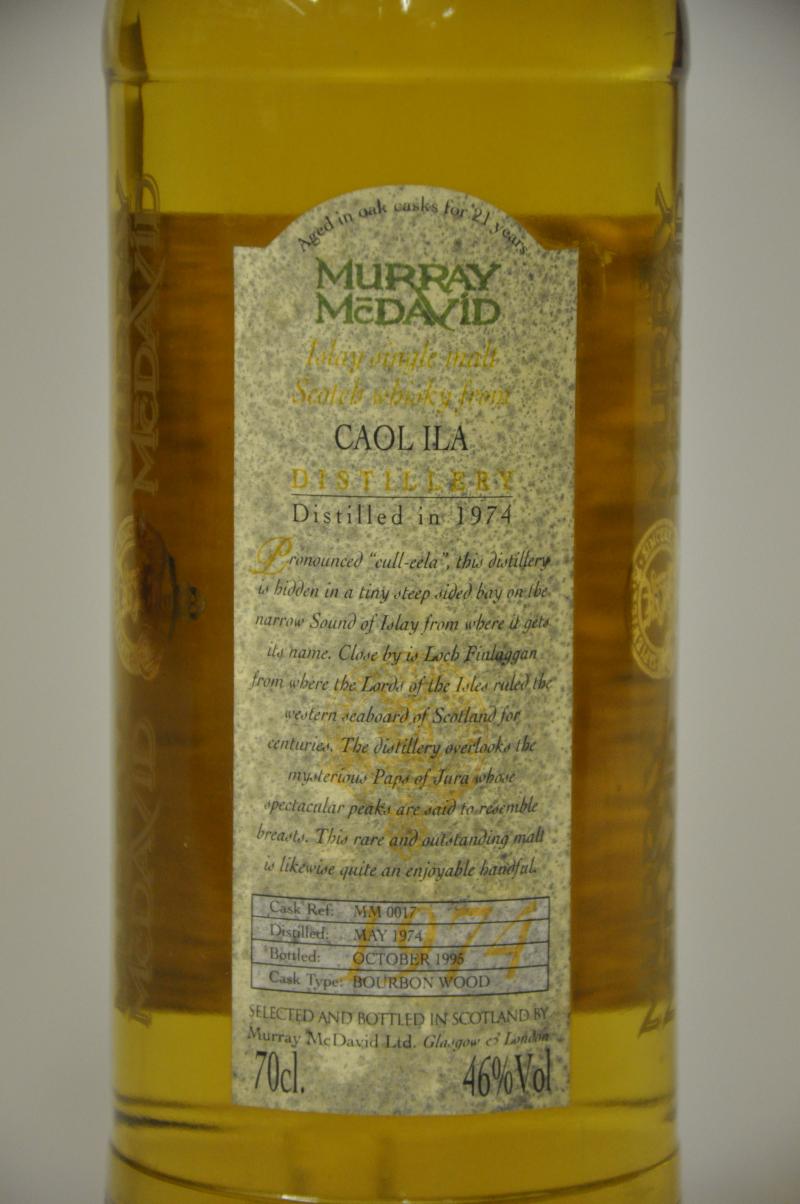 Aged in oak casks for 21 years
MURRAY
McDAVID
Islay single malt
Scotch whisky from
CAOL ILA
DISTILLERY
Distilled in 1974
Pronounced "cull-eela", this distillery
is hidden in a tiny steep sided bay on the
narrow Sound of Islay from where it gets
its name. Close by is Loch Finlaggan
from where the Lords of the Isles ruled the
western seaboard of Scotland for
centuries. The distillery overlooks the
mysterious Paps of Jura whose
spectacular peaks are said to resemble
breasts. This rare and outstanding malt
is likewise quite an enjoyable handful.
1974
Cask Ref: MM 0017
Distilled: MAY 1974
Bottled: OCTOBER 1995
Cask Type: BOURBON WOOD
SELECTED AND BOTTLED IN SCOTLAND BY
Murray McDavid Ltd. Glasgow & London
70cl. 46%Vol
McDAVID
McDAVID